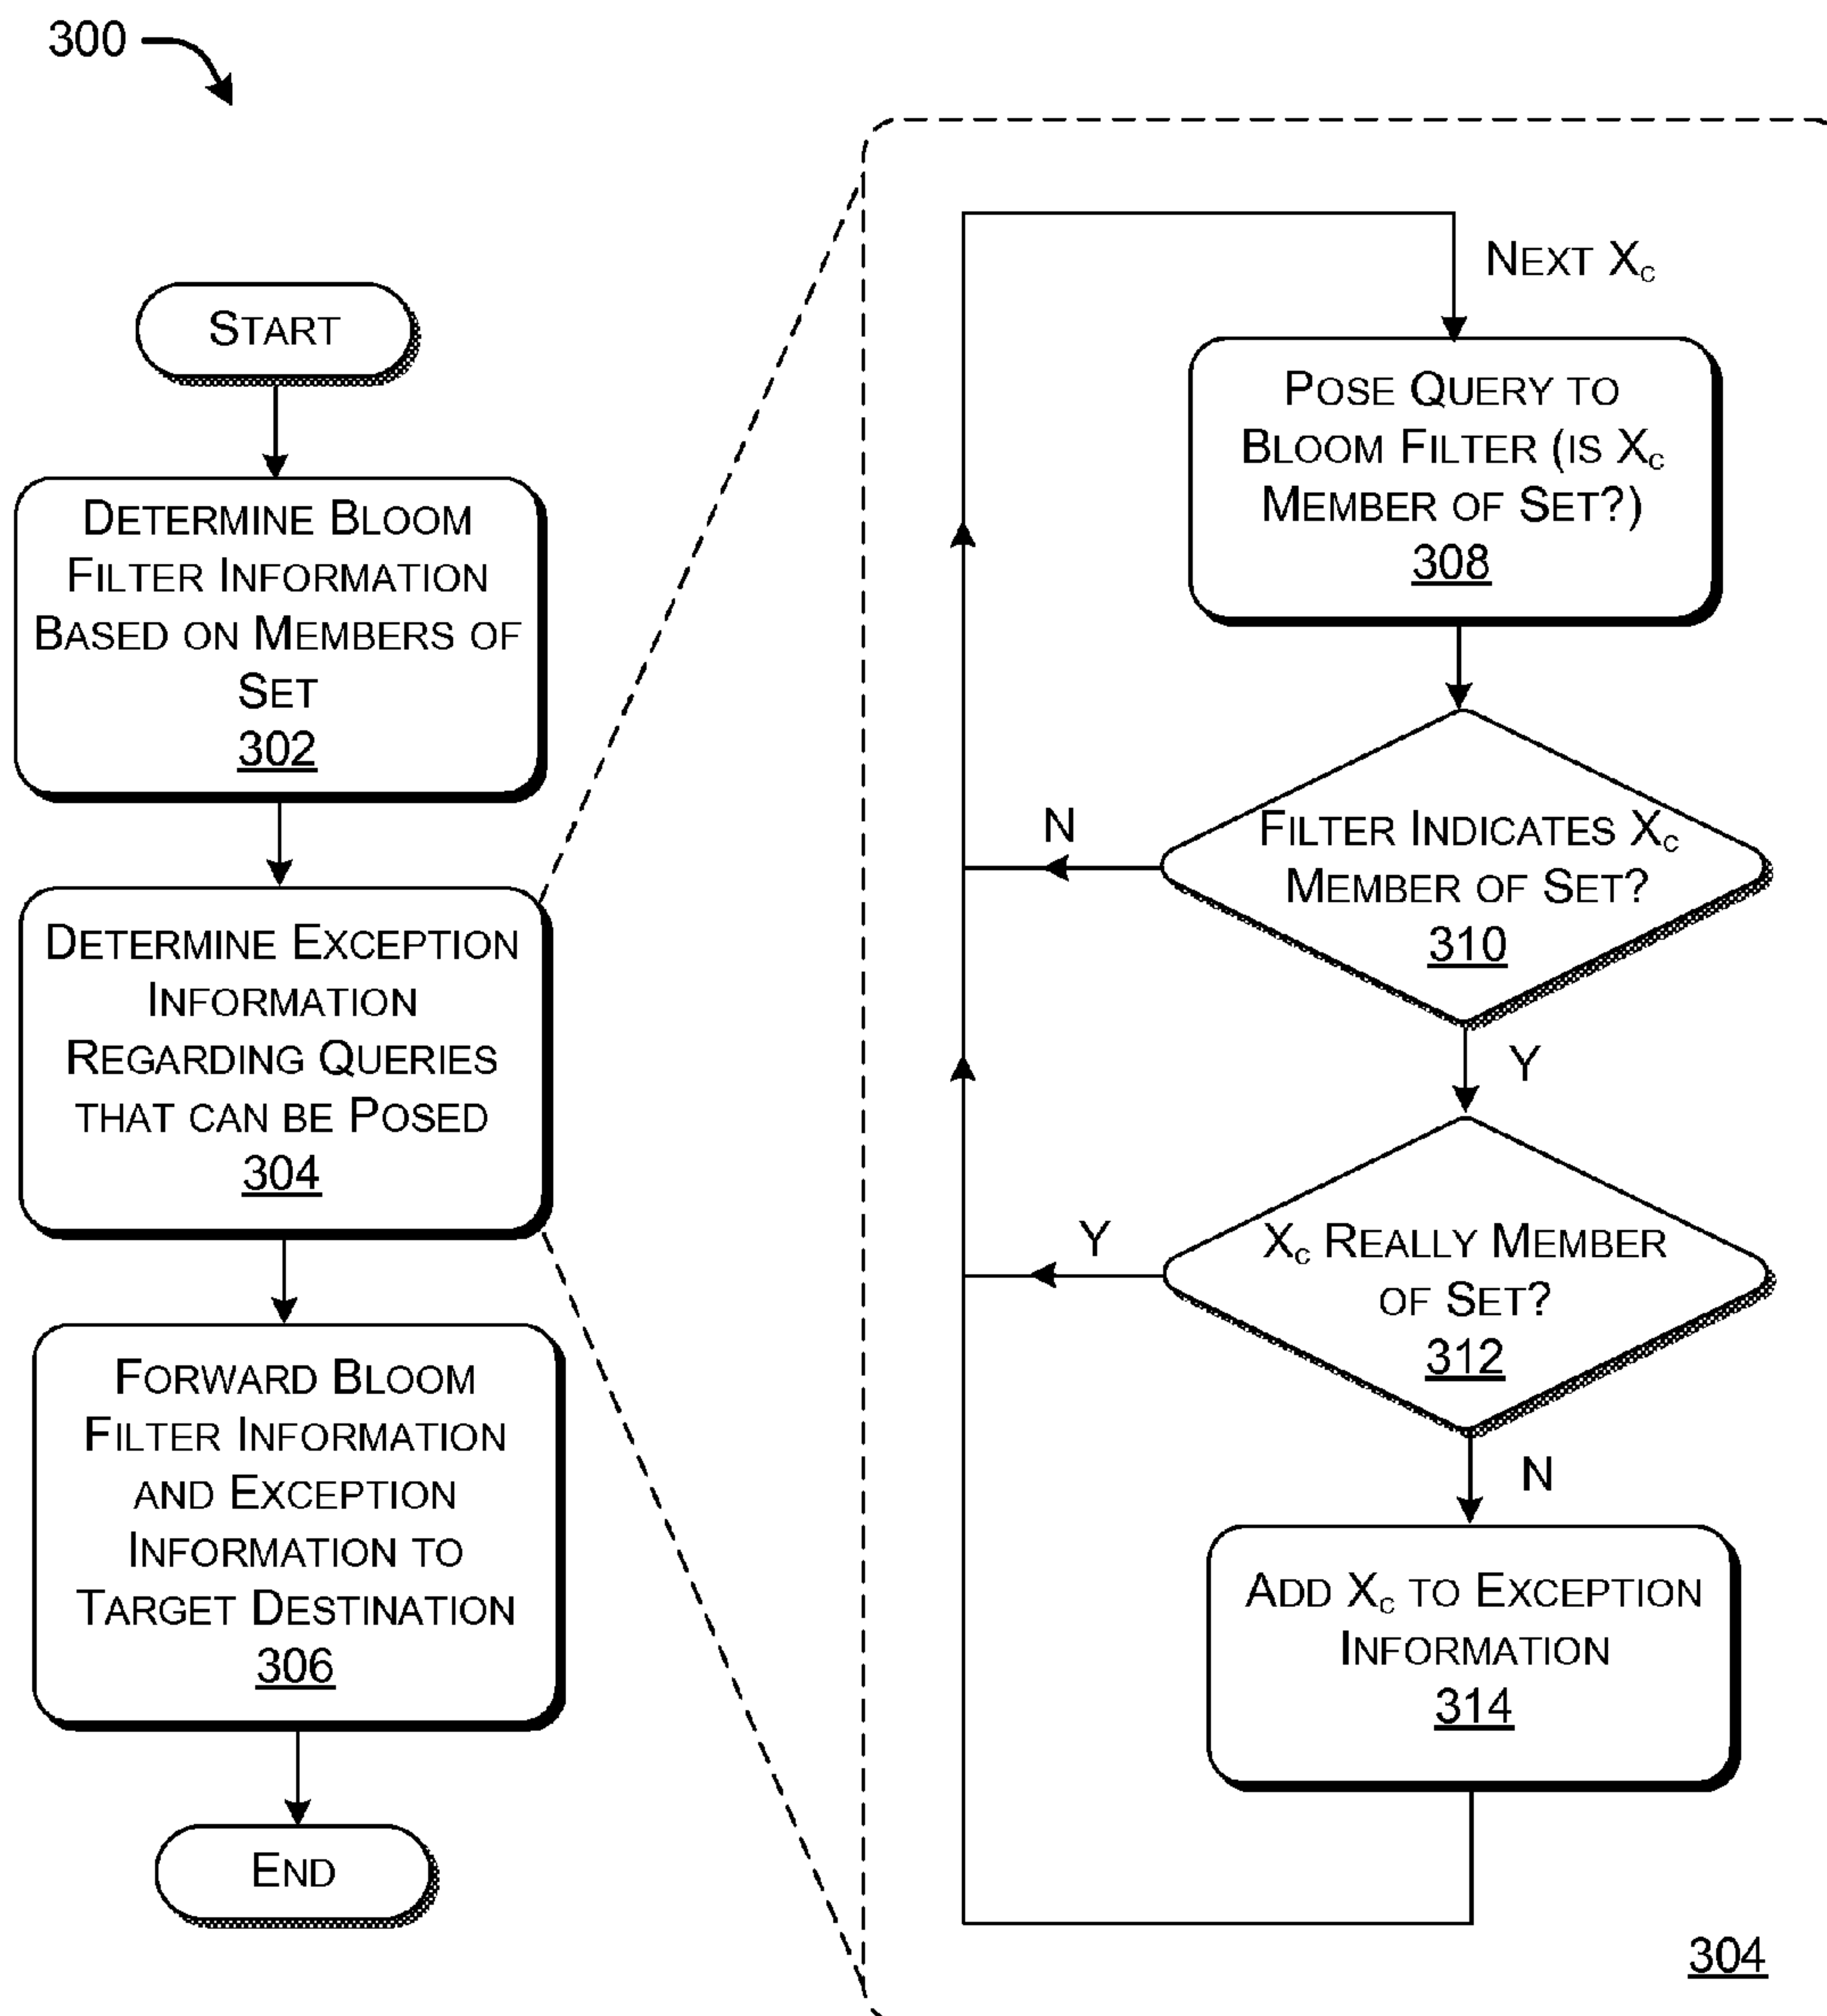 300
START
DETERMINE BLOOM
FILTER INFORMATION
BASED ON MEMBERS OF
SET
302
DETERMINE EXCEPTION
INFORMATION
REGARDING QUERIES
THAT CAN BE POSED
304
FORWARD BLOOM
FILTER INFORMATION
AND EXCEPTION
INFORMATION TO
TARGET DESTINATION
306
END
NEXT Xc
POSE QUERY TO
BLOOM FILTER (IS Xc
MEMBER OF SET?)
308
N
FILTER INDICATES Xc
MEMBER OF SET?
310
Y
Y
Xc REALLY MEMBER
OF SET?
312
N
ADD Xc TO EXCEPTION
INFORMATION
314
304